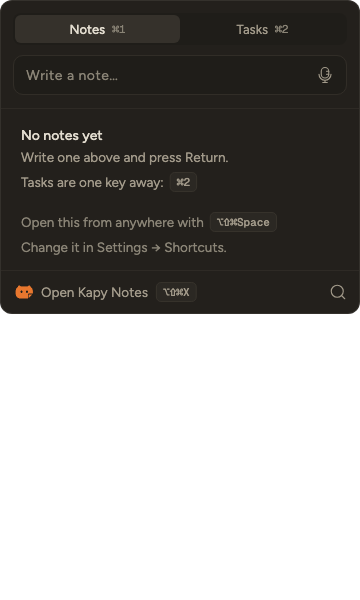 Notes ⌘1 Tasks ⌘2
Write a note…
No notes yet
Write one above and press Return.
Tasks are one key away: ⌘2
Open this from anywhere with ⌥⇧⌘Space
Change it in Settings → Shortcuts.
Open Kapy Notes ⌥⇧⌘X